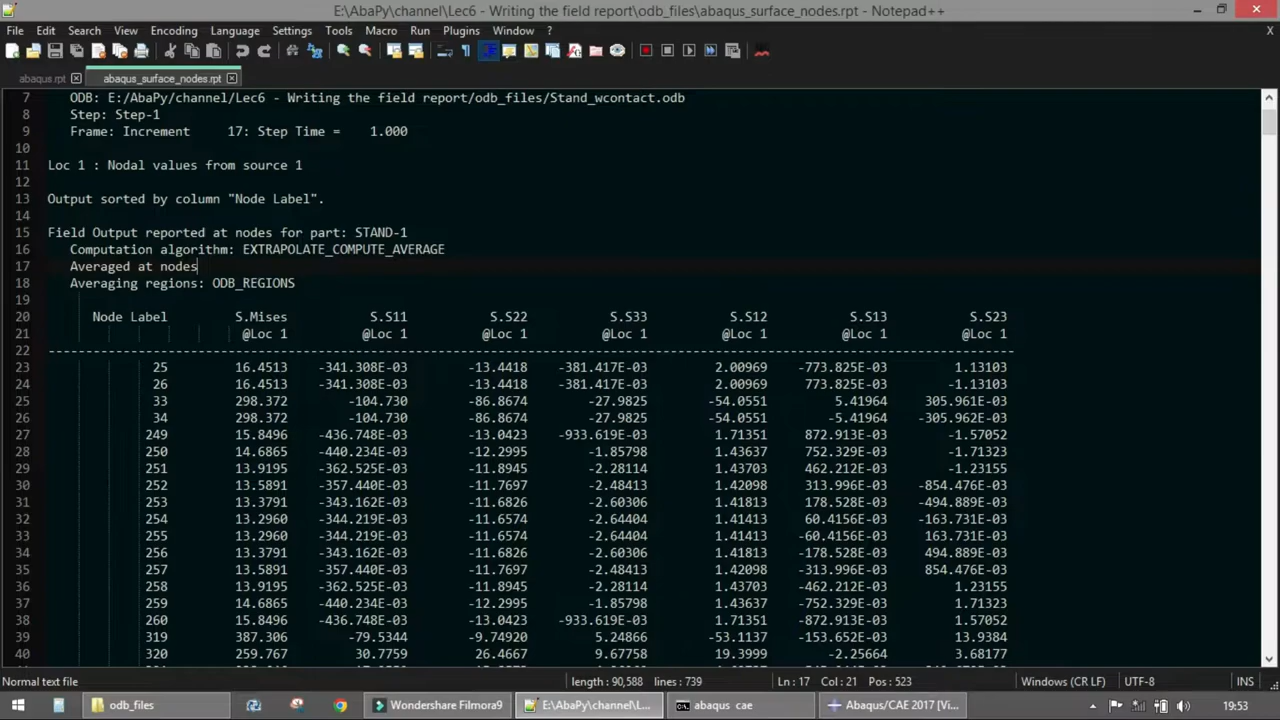 E:\AbaPy\channel\Lec6 - Writing the field report\odb_files\abaqus_surface_nodes.rpt - Notepad++
File Edit Search View Encoding Language Settings Tools Macro Run Plugins Window ? X
abaqus.rpt abaqus_surface_nodes.rpt
7 ODB: E:/AbaPy/channel/Lec6 - Writing the field report/odb_files/Stand_wcontact.odb
8 Step: Step-1
9 Frame: Increment 17: Step Time = 1.000
10
11 Loc 1 : Nodal values from source 1
12
13 Output sorted by column "Node Label".
14
15 Field Output reported at nodes for part: STAND-1
16 Computation algorithm: EXTRAPOLATE_COMPUTE_AVERAGE
17 Averaged at nodes
18 Averaging regions: ODB_REGIONS
19
20 Node Label S.Mises S.S11 S.S22 S.S33 S.S12 S.S13 S.S23
21 @Loc 1 @Loc 1 @Loc 1 @Loc 1 @Loc 1 @Loc 1 @Loc 1
22 ---------------------------------------------------------------------------------------------------------------------------------
23 25 16.4513 -341.308E-03 -13.4418 -381.417E-03 2.00969 -773.825E-03 1.13103
24 26 16.4513 -341.308E-03 -13.4418 -381.417E-03 2.00969 773.825E-03 -1.13103
25 33 298.372 -104.730 -86.8674 -27.9825 -54.0551 5.41964 305.961E-03
26 34 298.372 -104.730 -86.8674 -27.9825 -54.0551 -5.41964 -305.962E-03
27 249 15.8496 -436.748E-03 -13.0423 -933.619E-03 1.71351 872.913E-03 -1.57052
28 250 14.6865 -440.234E-03 -12.2995 -1.85798 1.43637 752.329E-03 -1.71323
29 251 13.9195 -362.525E-03 -11.8945 -2.28114 1.43703 462.212E-03 -1.23155
30 252 13.5891 -357.440E-03 -11.7697 -2.48413 1.42098 313.996E-03 -854.476E-03
31 253 13.3791 -343.162E-03 -11.6826 -2.60306 1.41813 178.528E-03 -494.889E-03
32 254 13.2960 -344.219E-03 -11.6574 -2.64404 1.41413 60.4156E-03 -163.731E-03
33 255 13.2960 -344.219E-03 -11.6574 -2.64404 1.41413 -60.4156E-03 163.731E-03
34 256 13.3791 -343.162E-03 -11.6826 -2.60306 1.41813 -178.528E-03 494.889E-03
35 257 13.5891 -357.440E-03 -11.7697 -2.48413 1.42098 -313.996E-03 854.476E-03
36 258 13.9195 -362.525E-03 -11.8945 -2.28114 1.43703 -462.212E-03 1.23155
37 259 14.6865 -440.234E-03 -12.2995 -1.85798 1.43637 -752.329E-03 1.71323
38 260 15.8496 -436.748E-03 -13.0423 -933.619E-03 1.71351 -872.913E-03 1.57052
39 319 387.306 -79.5344 -9.74920 5.24866 -53.1137 -153.652E-03 13.9384
40 320 259.767 30.7759 26.4667 9.67758 19.3999 -2.25664 3.68177
Normal text file length : 90,588 lines : 739 Ln : 17 Col : 21 Pos : 523 Windows (CR LF) UTF-8 INS
odb_files Wondershare Filmora9 E:\AbaPy\channel\L... abaqus cae Abaqus/CAE 2017 [Vi... 19:53